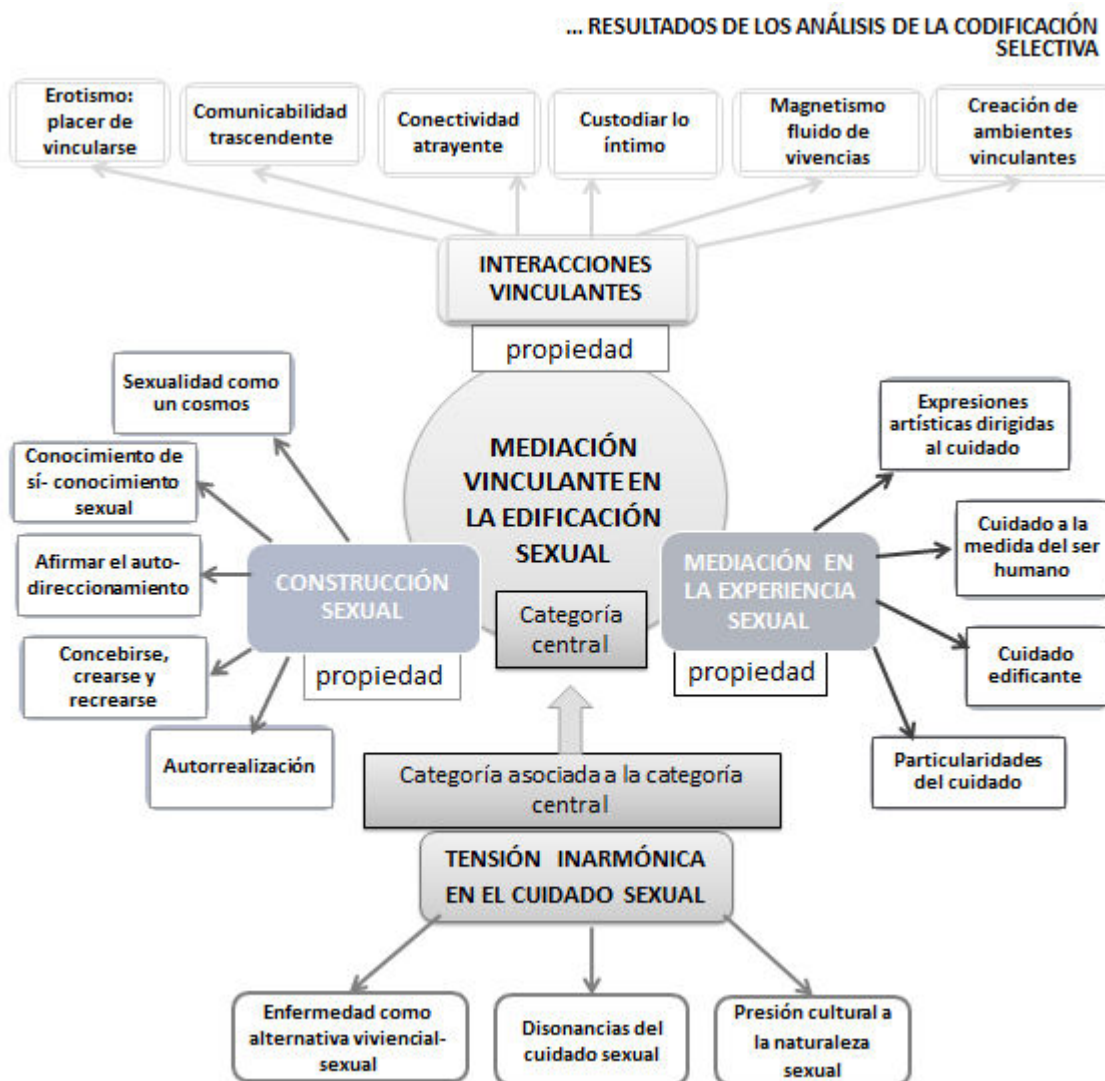 ... RESULTADOS DE LOS ANÁLISIS DE LA CODIFICACIÓN
SELECTIVA
Erotismo:
placer de
vincularse
Comunicabilidad
trascendente
Conectividad
atrayente
Custodiar lo
íntimo
Magnetismo
fluido de
vivencias
Creación de
ambientes
vinculantes
INTERACCIONES
VINCULANTES
propiedad
Sexualidad como
un cosmos
Conocimiento de
sí- conocimiento
sexual
Afirmar el auto-
direccionamiento
Concebirse,
crearse y
recrearse
Autorrealización
CONSTRUCCIÓN
SEXUAL
propiedad
MEDIACIÓN
VINCULANTE EN
LA EDIFICACIÓN
SEXUAL
Categoría
central
MEDIACIÓN EN
LA EXPERIENCIA
SEXUAL
propiedad
Expresiones
artísticas dirigidas
al cuidado
Cuidado a la
medida del ser
humano
Cuidado
edificante
Particularidades
del cuidado
Categoría asociada a la categoría
central
TENSIÓN INARMÓNICA
EN EL CUIDADO SEXUAL
Enfermedad como
alternativa viviencial-
sexual
Disonancias del
cuidado sexual
Presión cultural a
la naturaleza
sexual